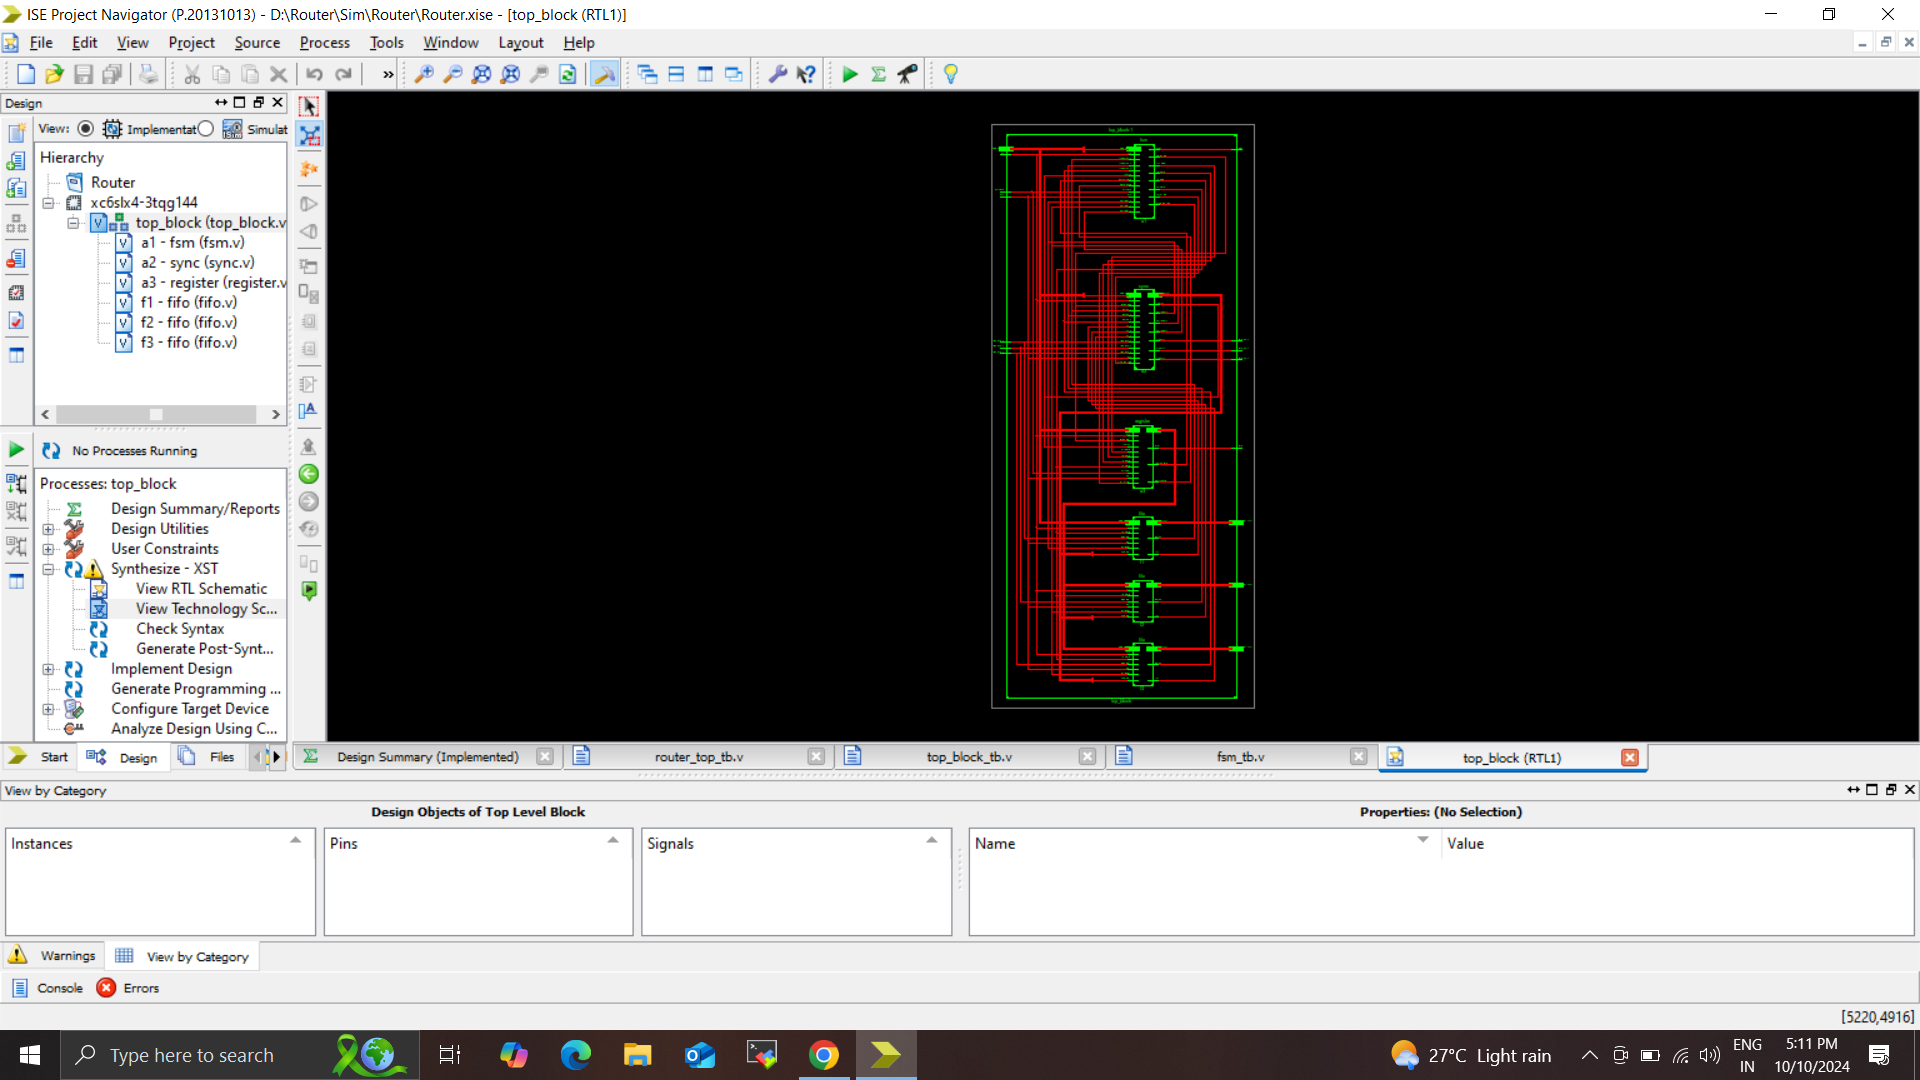 ISE Project Navigator (P.20131013) - D:\Router\Sim\Router\Router.xise - [top_block (RTL1)]
File Edit View Project Source Process Tools Window Layout Help
»
Design
View: Implementat Simulat
Hierarchy
Router
xc6slx4-3tqg144
top_block (top_block.v
a1 - fsm (fsm.v)
a2 - sync (sync.v)
a3 - register (register.v
f1 - fifo (fifo.v)
f2 - fifo (fifo.v)
f3 - fifo (fifo.v)
No Processes Running
Processes: top_block
Design Summary/Reports
Design Utilities
User Constraints
Synthesize - XST
View RTL Schematic
View Technology Sc...
Check Syntax
Generate Post-Synt...
Implement Design
Generate Programming ...
Configure Target Device
Analyze Design Using C...
Start Design Files
top_block:1
top_block
Design Summary (Implemented) router_top_tb.v top_block_tb.v fsm_tb.v top_block (RTL1)
View by Category
Design Objects of Top Level Block
Properties: (No Selection)
Instances Pins Signals Name Value
Warnings View by Category
Console Errors
[5220,4916]
Type here to search
27°C Light rain
ENG
IN
5:11 PM
10/10/2024